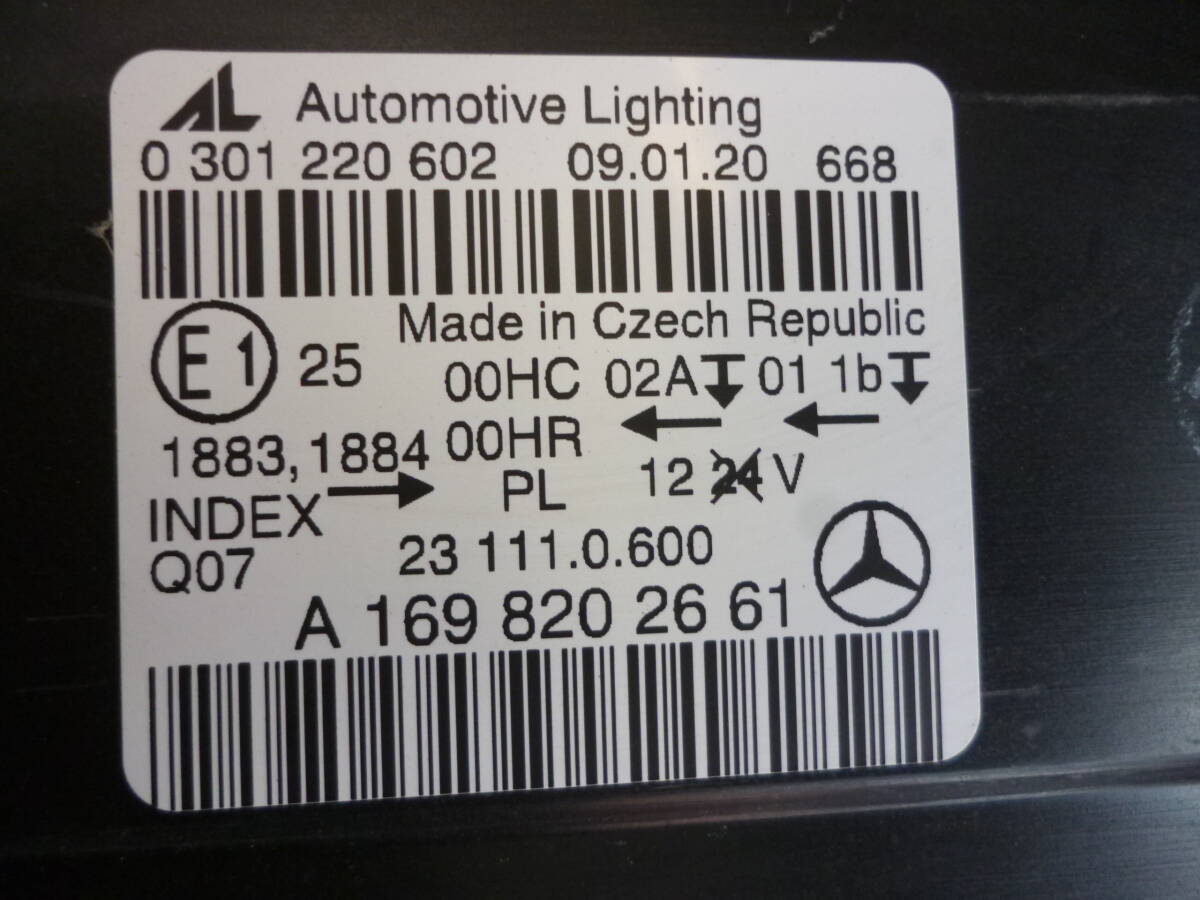 AL Automotive Lighting
0 301 220 602 09.01.20 668
Made in Czech Republic
E1 25 00HC 02A 01 1b
1883, 1884 00HR
INDEX PL 12 24 V
Q07 23 111.0.600
A 169 820 26 61